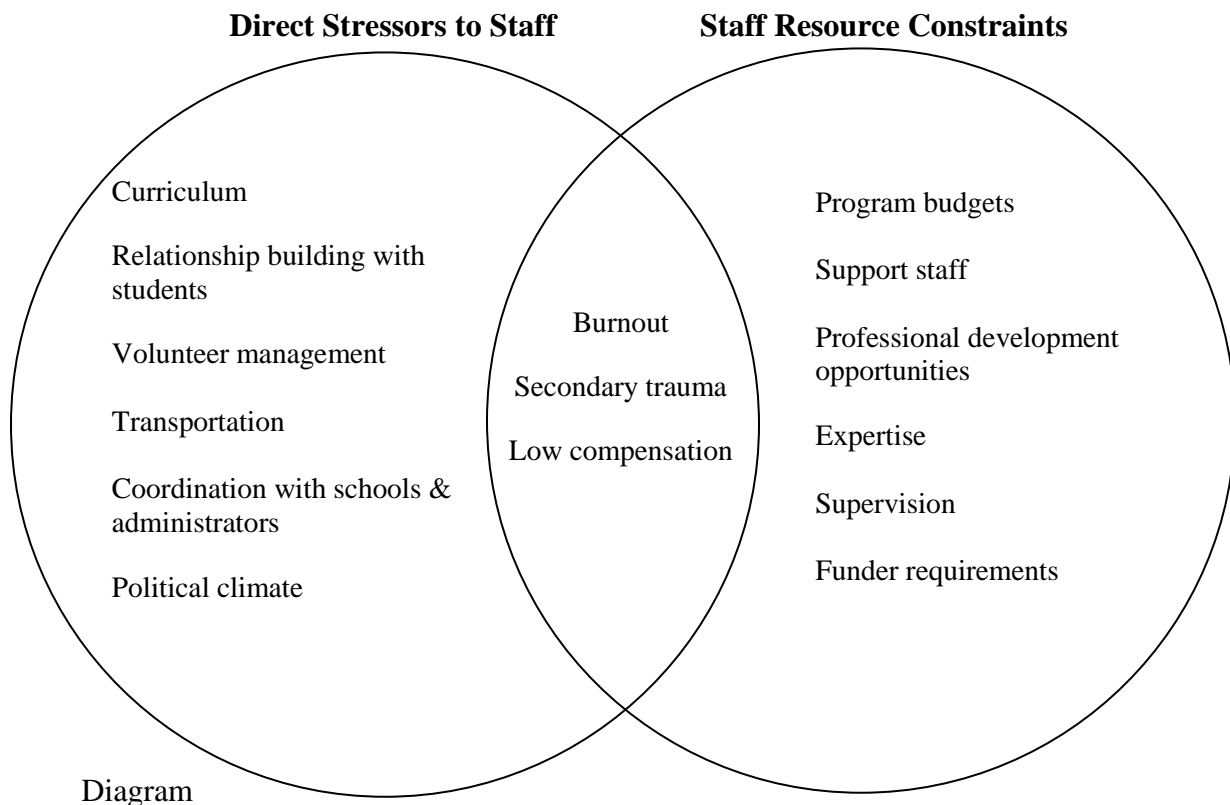 Direct Stressors to Staff
Staff Resource Constraints
Curriculum
Relationship building with
students
Volunteer management
Transportation
Coordination with schools &
administrators
Political climate
Burnout
Secondary trauma
Low compensation
Program budgets
Support staff
Professional development
opportunities
Expertise
Supervision
Funder requirements
Diagram